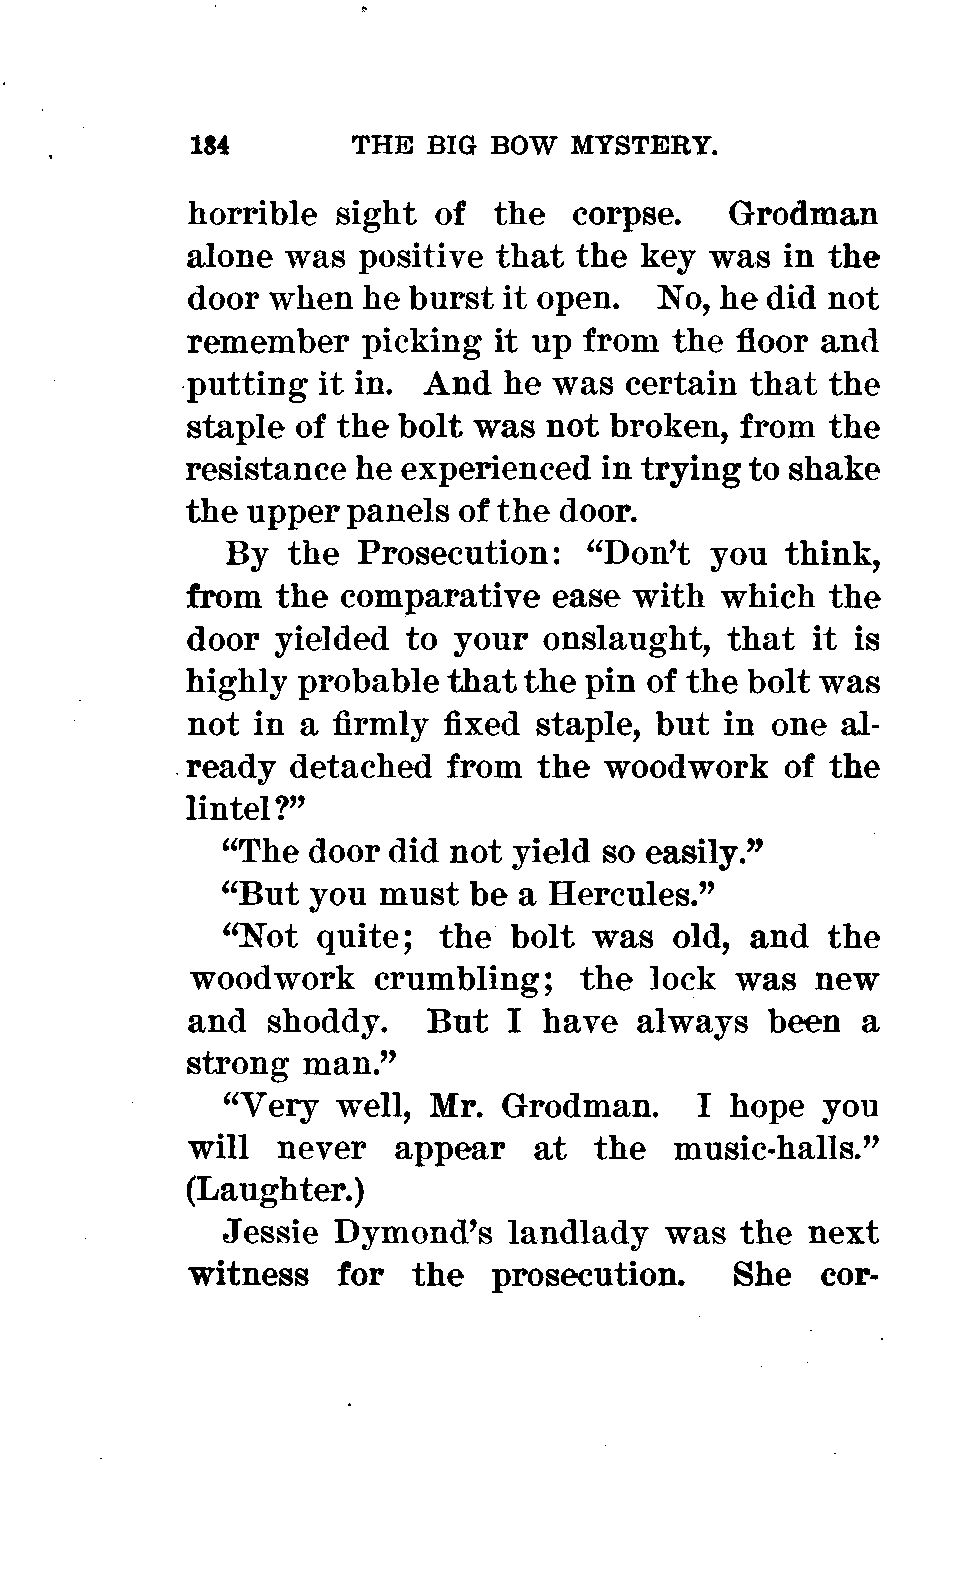 184 THE BIG BOW MYSTERY.
horrible sight of the corpse. Grodman
alone was positive that the key was in the
door when he burst it open. No, he did not
remember picking it up from the floor and
putting it in. And he was certain that the
staple of the bolt was not broken, from the
resistance he experienced in trying to shake
the upper panels of the door.
By the Prosecution: “Don’t you think,
from the comparative ease with which the
door yielded to your onslaught, that it is
highly probable that the pin of the bolt was
not in a firmly fixed staple, but in one al-
ready detached from the woodwork of the
lintel?”
“The door did not yield so easily.”
“But you must be a Hercules.”
“Not quite; the bolt was old, and the
woodwork crumbling; the lock was new
and shoddy. But I have always been a
strong man.”
“Very well, Mr. Grodman. I hope you
will never appear at the music-halls.”
(Laughter.)
Jessie Dymond’s landlady was the next
witness for the prosecution. She cor-